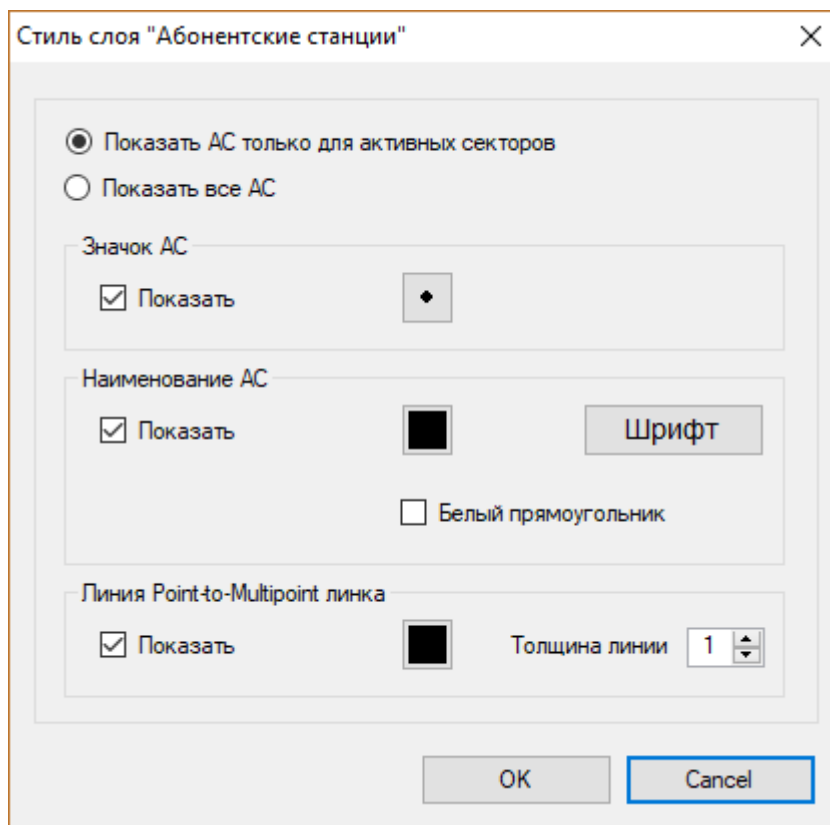 Стиль слоя "Абонентские станции"
Показать АС только для активных секторов
Показать все АС
Значок АС
Показать
Наименование АС
Показать
Шрифт
Белый прямоугольник
Линия Point-to-Multipoint линка
Показать
Толщина линии 1
OK Cancel